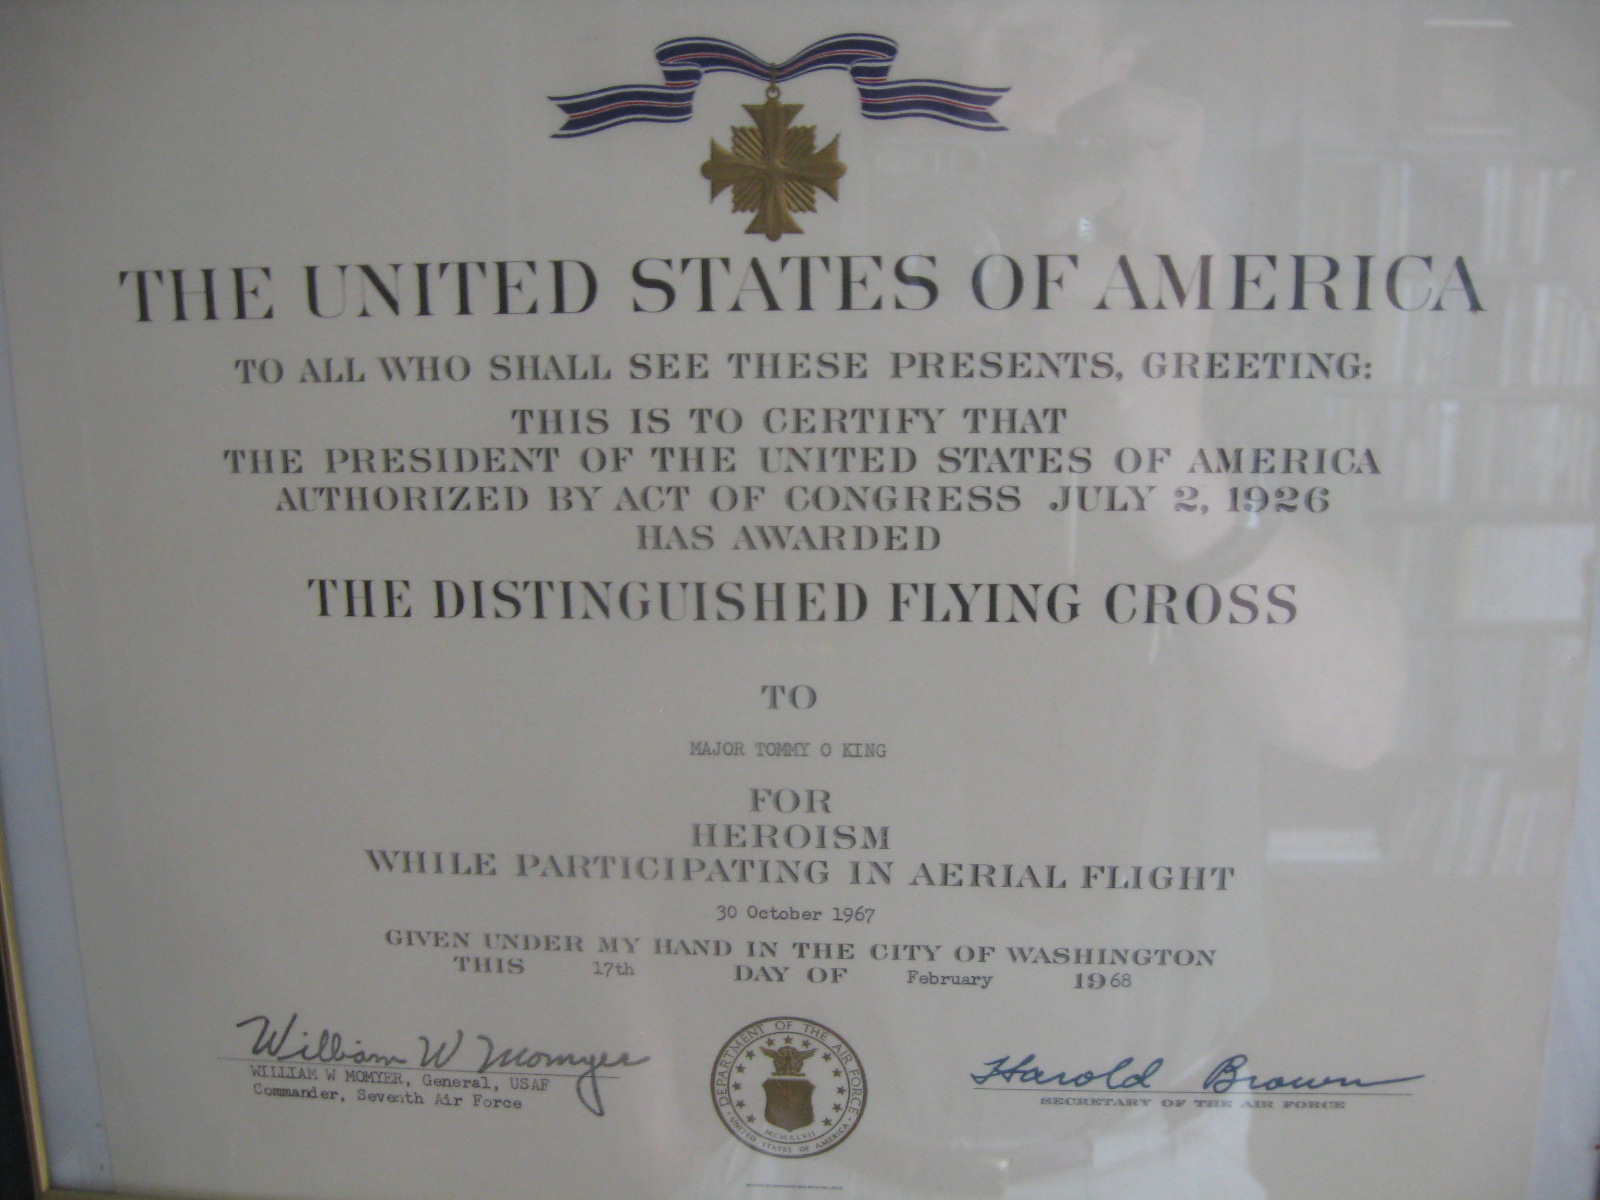 THE UNITED STATES OF AMERICA
TO ALL WHO SHALL SEE THESE PRESENTS, GREETING:
THIS IS TO CERTIFY THAT
THE PRESIDENT OF THE UNITED STATES OF AMERICA
AUTHORIZED BY ACT OF CONGRESS JULY 2, 1926
HAS AWARDED
THE DISTINGUISHED FLYING CROSS
TO
MAJOR TOMMY O KING
FOR
HEROISM
WHILE PARTICIPATING IN AERIAL FLIGHT
30 October 1967
GIVEN UNDER MY HAND IN THE CITY OF WASHINGTON
THIS 17th DAY OF February 1968
William W Momyer
WILLIAM W MOMYER, General, USAF
Commander, Seventh Air Force
DEPARTMENT OF THE AIR FORCE
MCMXLVII
UNITED STATES OF AMERICA
Harold Brown
SECRETARY OF THE AIR FORCE